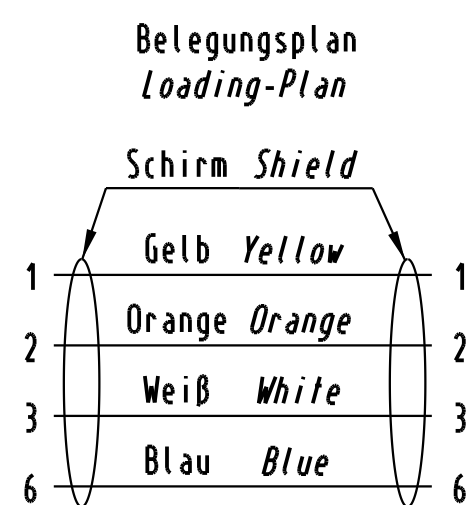 Belegungsplan
Loading-Plan
Schirm Shield
Gelb Yellow
1 1
Orange Orange
2 2
Weiß White
3 3
Blau Blue
6 6